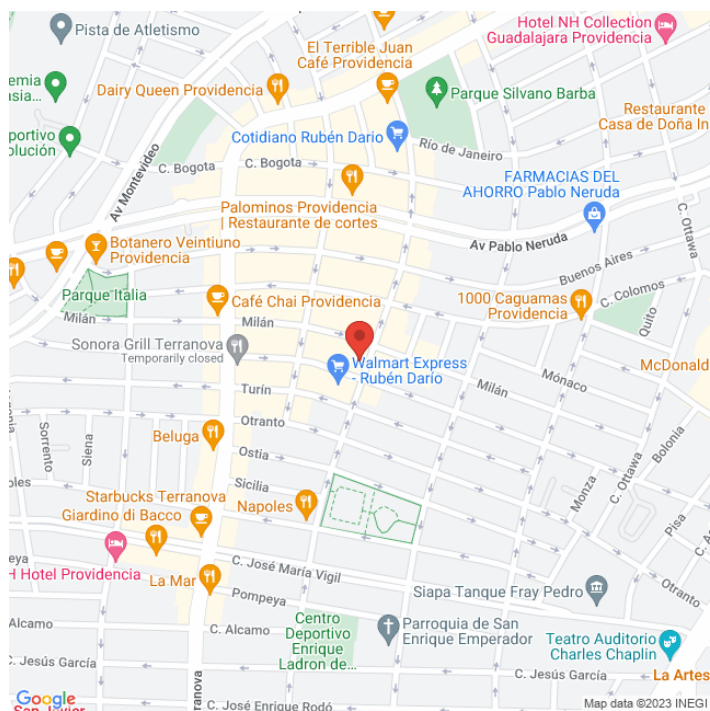 Pista de Atletismo
Hotel NH Collection
Guadalajara Providencia
El Terrible Juan
Café Providencia
Dairy Queen Providencia
Parque Silvano Barba
Restaurante
Casa de Doña In
Cotidiano Rubén Dario
Río de Janeiro
Av Montevideo
C. Bogota
C. Bogota
FARMACIAS DEL
AHORRO Pablo Neruda
Palominos Providencia
| Restaurante de cortes
Av Pablo Neruda
C. Ottawa
Botanero Veintiuno
Providencia
Buenos Aires
C. Colomos
Parque Italia
Café Chai Providencia
1000 Caguamas
Providencia
Quito
Milán
Milán
Sonora Grill Terranova
Temporarily closed
Walmart Express
- Rubén Darío
Mónaco
McDonald
Milán
Turín
Otranto
Sorrento
Siena
Beluga
Ostia
Bolonia
C. Ottawa
Sicilia
Monza
Napoles
Starbucks Terranova
Giardino di Bacco
Pisa
H Hotel Providencia
C. José María Vigil
Otranto
La Mar
Pompeya
Siapa Tanque Fray Pedro
Alcamo
C. Alcamo
Centro
Deportivo
Enrique
Ladron de...
Parroquia de San
Enrique Emperador
Teatro Auditorio
Charles Chaplin
C. Jesús García
C. Jesús García
La Artes
Google
C. José Enrique Rodó
Map data ©2023 INEGI